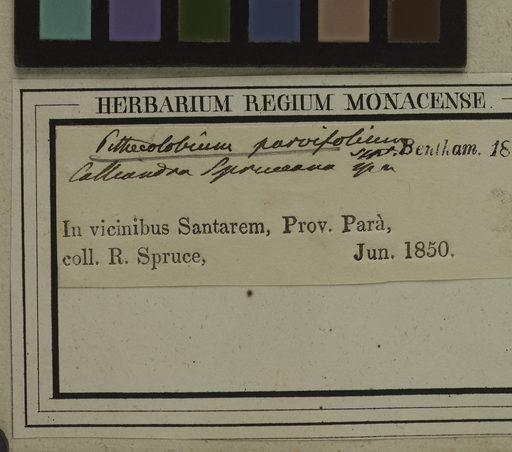 HERBARIUM REGIUM MONACENSE.
Pithecolobium parvifolium Bentham. 18
Calliandra Spruceana
In vicinibus Santarem, Prov. Parà,
coll. R. Spruce, Jun. 1850.